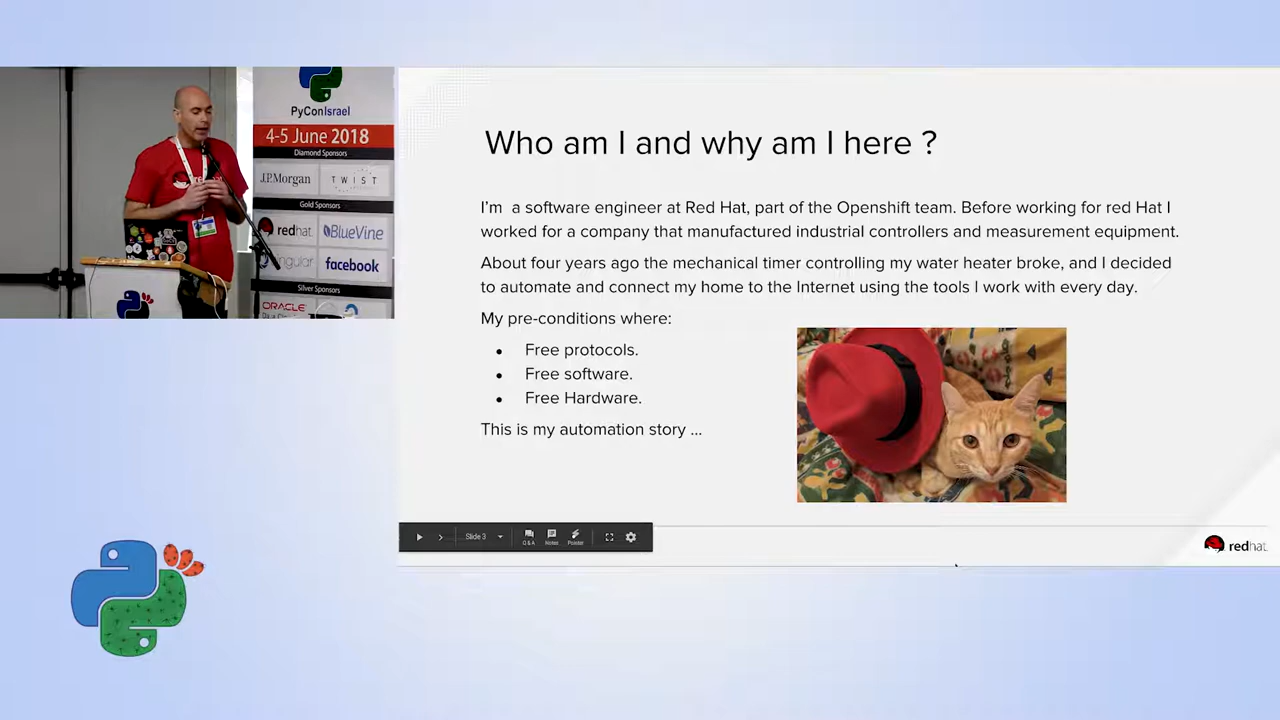 PyConIsrael
4-5 June 2018
Diamond Sponsors
J.P.Morgan
TWIST
Gold Sponsors
redhat
BlueVine
facebook
Silver Sponsors
ORACLE
Who am I and why am I here ?
I'm a software engineer at Red Hat, part of the Openshift team. Before working for red Hat I
worked for a company that manufactured industrial controllers and measurement equipment.
About four years ago the mechanical timer controlling my water heater broke, and I decided
to automate and connect my home to the Internet using the tools I work with every day.
My pre-conditions where:
● Free protocols.
● Free software.
● Free Hardware.
This is my automation story ...
Slide 3
Q&A
Notes
Pointer
redhat.